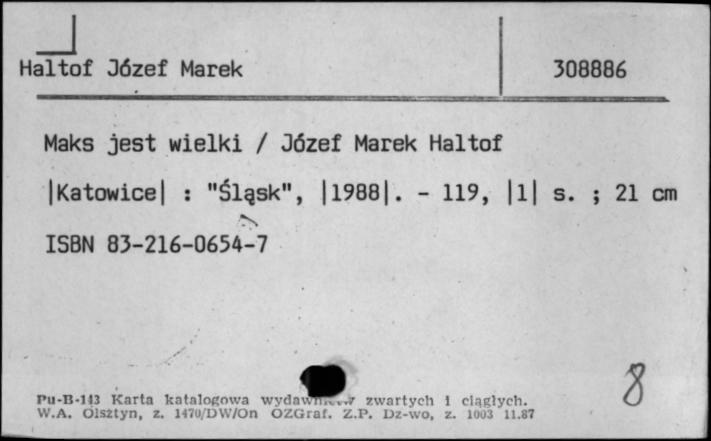 Haltof Józef Marek 308886
Maks jest wielki / Józef Marek Haltof
|Katowice| : "Śląsk", |1988|. - 119, |1| s. ; 21 cm
ISBN 83-216-0654-7
8
Pu-B-143 Karta katalogowa zwartych i ciągłych.
W.A. Olsztyn, z. 1470/DW/On OZGraf. Z.P. Dz-wo, z. 1003 11.87